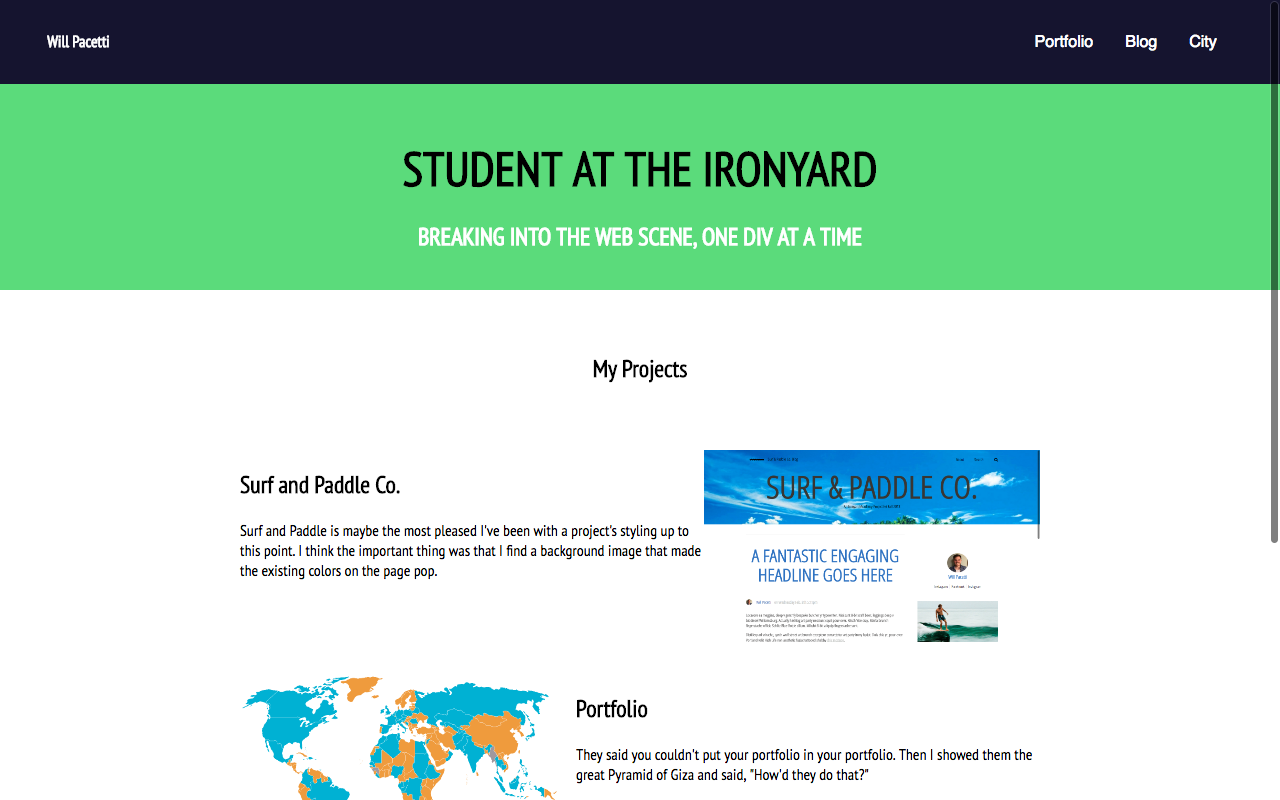 Will Pacetti
Portfolio Blog City
STUDENT AT THE IRONYARD
BREAKING INTO THE WEB SCENE, ONE DIV AT A TIME
My Projects
Surf and Paddle Co.
Surf and Paddle is maybe the most pleased I've been with a project's styling up to
this point. I think the important thing was that I find a background image that made
the existing colors on the page pop.
SURF & PADDLE CO.
A FANTASTIC ENGAGING
HEADLINE GOES HERE
Will Pacetti
Portfolio
They said you couldn't put your portfolio in your portfolio. Then I showed them the
great Pyramid of Giza and said, "How'd they do that?"